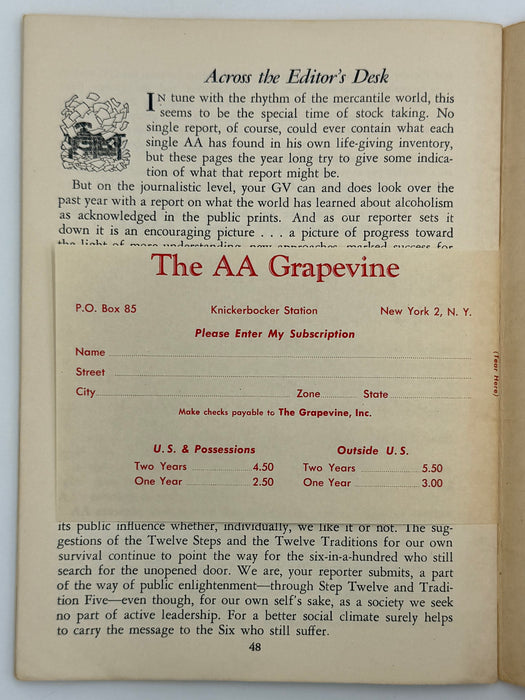 Across the Editor's Desk
IN tune with the rhythm of the mercantile world, this
seems to be the special time of stock taking. No
single report, of course, could ever contain what each
single AA has found in his own life-giving inventory,
but these pages the year long try to give some indica-
tion of what that report might be.
But on the journalistic level, your GV can and does look over the
past year with a report on what the world has learned about alcoholism
as acknowledged in the public prints. And as our reporter sets it
down it is an encouraging picture . . . a picture of progress toward
the light of more understanding, new approaches, marked success for
The AA Grapevine
P.O. Box 85 Knickerbocker Station New York 2, N. Y.
Please Enter My Subscription
Name
Street
City Zone State
Make checks payable to The Grapevine, Inc.
U.S. & Possessions Outside U.S.
Two Years 4.50 Two Years 5.50
One Year 2.50 One Year 3.00
(Tear Here)
its public influence whether, individually, we like it or not. The sug-
gestions of the Twelve Steps and the Twelve Traditions for our own
survival continue to point the way for the six-in-a-hundred who still
search for the unopened door. We are, your reporter submits, a part
of the way of public enlightenment—through Step Twelve and Tradi-
tion Five—even though, for our own self's sake, as a society we seek
no part of active leadership. For a better social climate surely helps
to carry the message to the Six who still suffer.
48